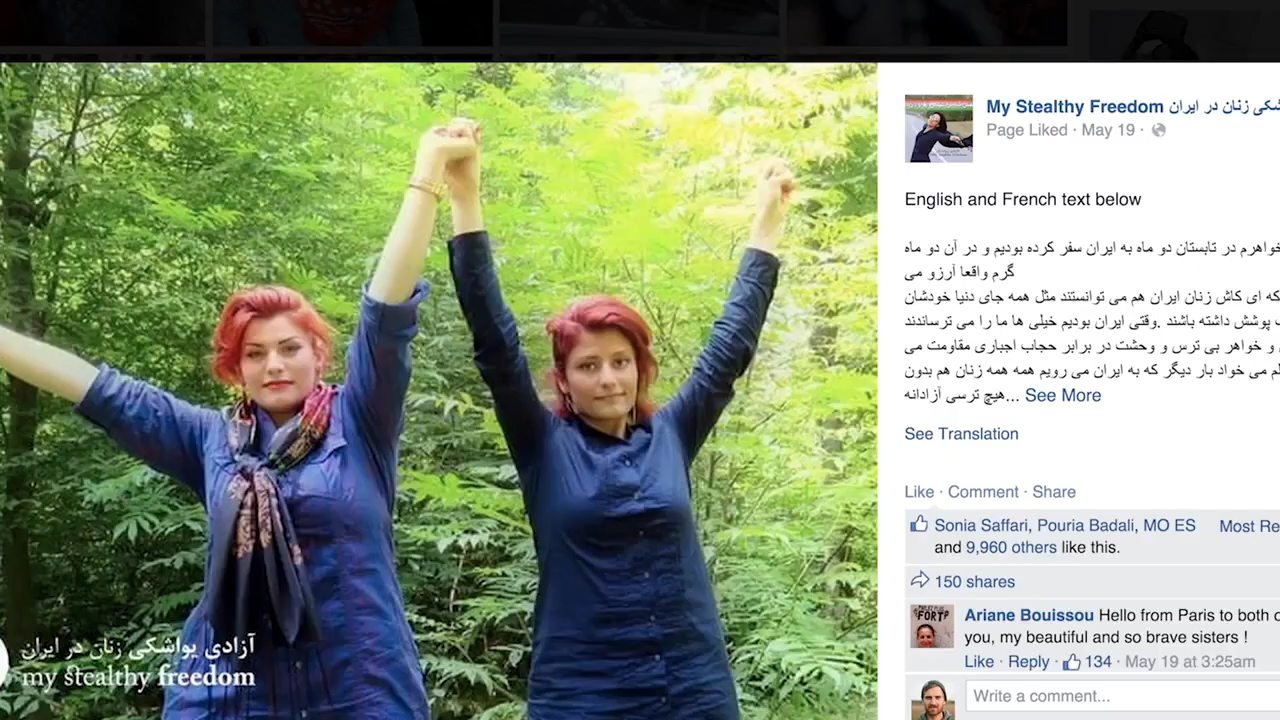 My Stealthy Freedom آزادی یواشکی زنان در ایران
Page Liked · May 19 ·
English and French text below
خواهرم در تابستان دو ماه به ایران سفر کرده بودیم و در آن دو ماه
گرم واقعا آرزو می
که ای کاش زنان ایران هم می توانستند مثل همه جای دنیا خودشان
پوشش داشته باشند .وقتی ایران بودیم خیلی ها ما را می ترساندند
و خواهر بی ترس و وحشت در برابر حجاب اجباری مقاومت می
می خواد بار دیگر که به ایران می رویم همه همه زنان هم بدون
هیچ ترسی آزادانه... See More
See Translation
Like · Comment · Share
Sonia Saffari, Pouria Badali, MO ES
Most Re
and 9,960 others like this.
150 shares
Ariane Bouissou Hello from Paris to both o
you, my beautiful and so brave sisters !
Like · Reply · 134 · May 19 at 3:25am
Write a comment...
آزادی یواشکی زنان در ایران
my stealthy freedom